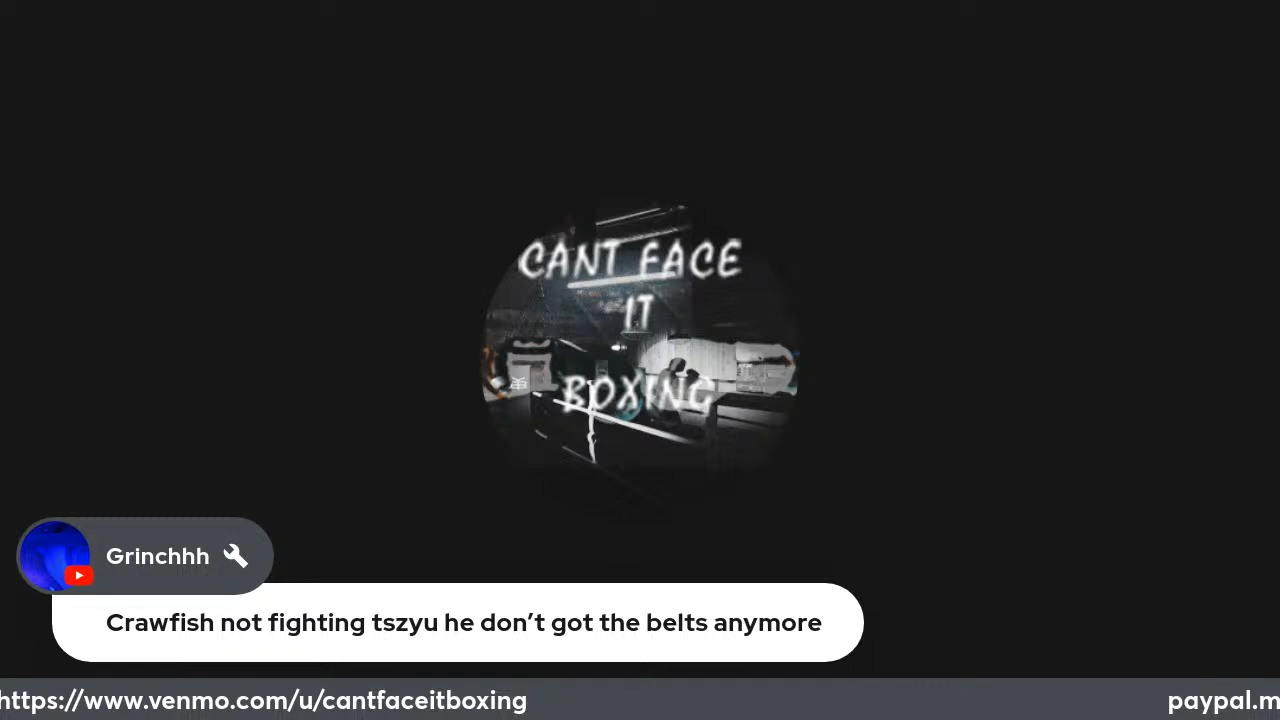 CANT FACE
IT
BOXING
Grinchhh
Crawfish not fighting tszyu he don’t got the belts anymore
https://www.venmo.com/u/cantfaceitboxing paypal.m